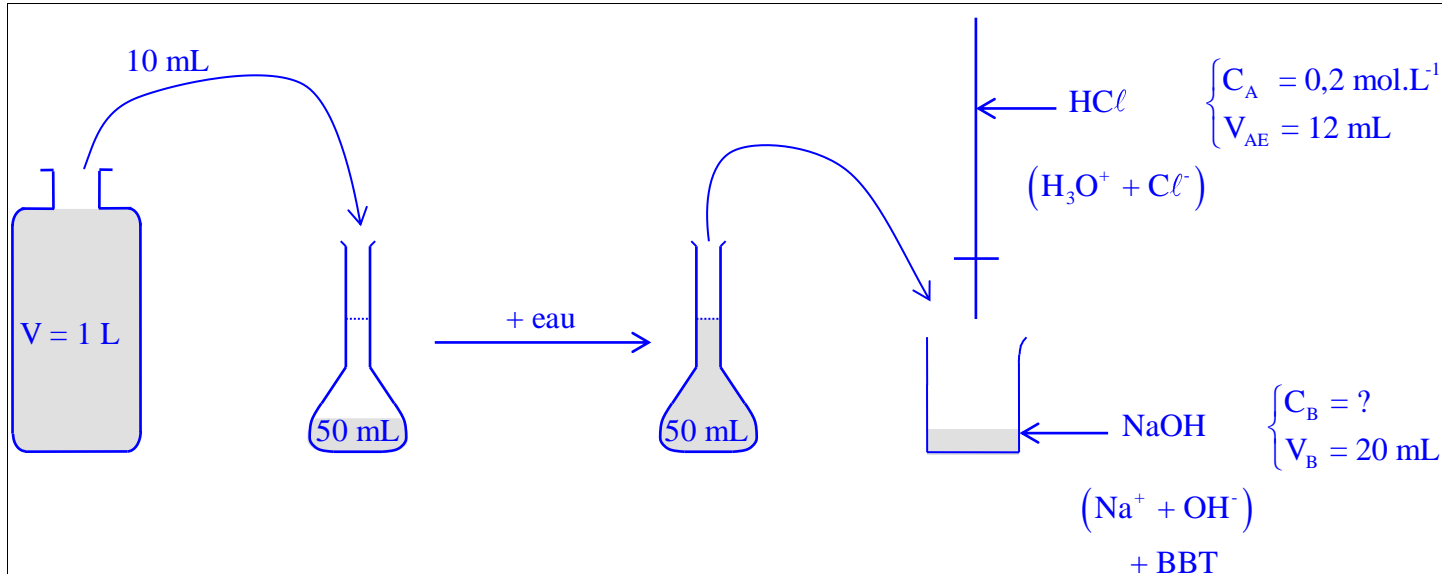 10 mL
V = 1 L
50 mL
+ eau
50 mL
HCℓ
C_A = 0,2 mol.L⁻¹
V_AE = 12 mL
(H₃O⁺ + Cℓ⁻)
NaOH
C_B = ?
V_B = 20 mL
(Na⁺ + OH⁻)
+ BBT